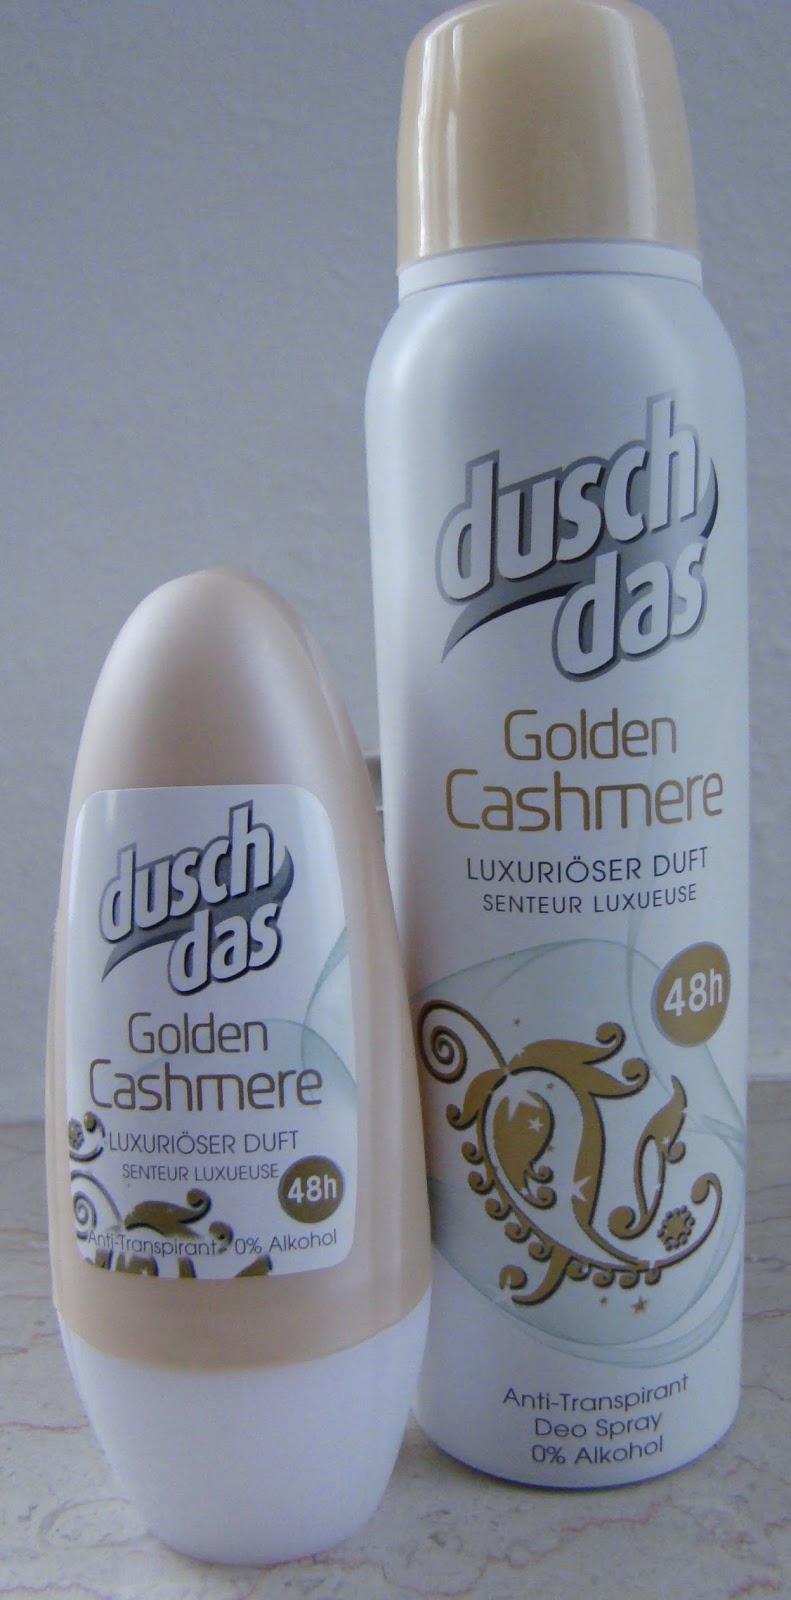 dusch
das
Golden
Cashmere
LUXURIÖSER DUFT
SENTEUR LUXUEUSE
48h
Anti-Transpirant 0% Alkohol
dusch
das
Golden
Cashmere
LUXURIÖSER DUFT
SENTEUR LUXUEUSE
48h
Anti-Transpirant
Deo Spray
0% Alkohol